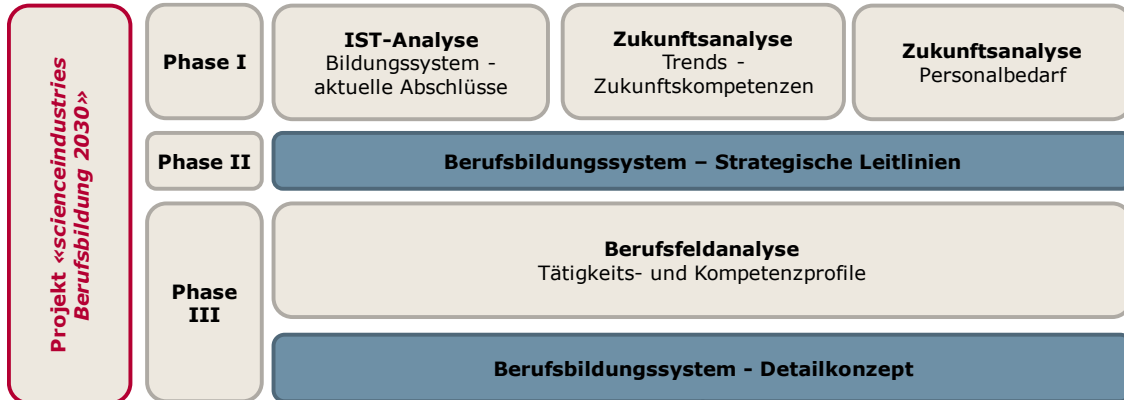 Projekt «scienceindustries
Berufsbildung 2030»
Phase I
IST-Analyse
Bildungssystem -
aktuelle Abschlüsse
Zukunftsanalyse
Trends -
Zukunftskompetenzen
Zukunftsanalyse
Personalbedarf
Phase II
Berufsbildungssystem – Strategische Leitlinien
Phase
III
Berufsfeldanalyse
Tätigkeits- und Kompetenzprofile
Berufsbildungssystem - Detailkonzept